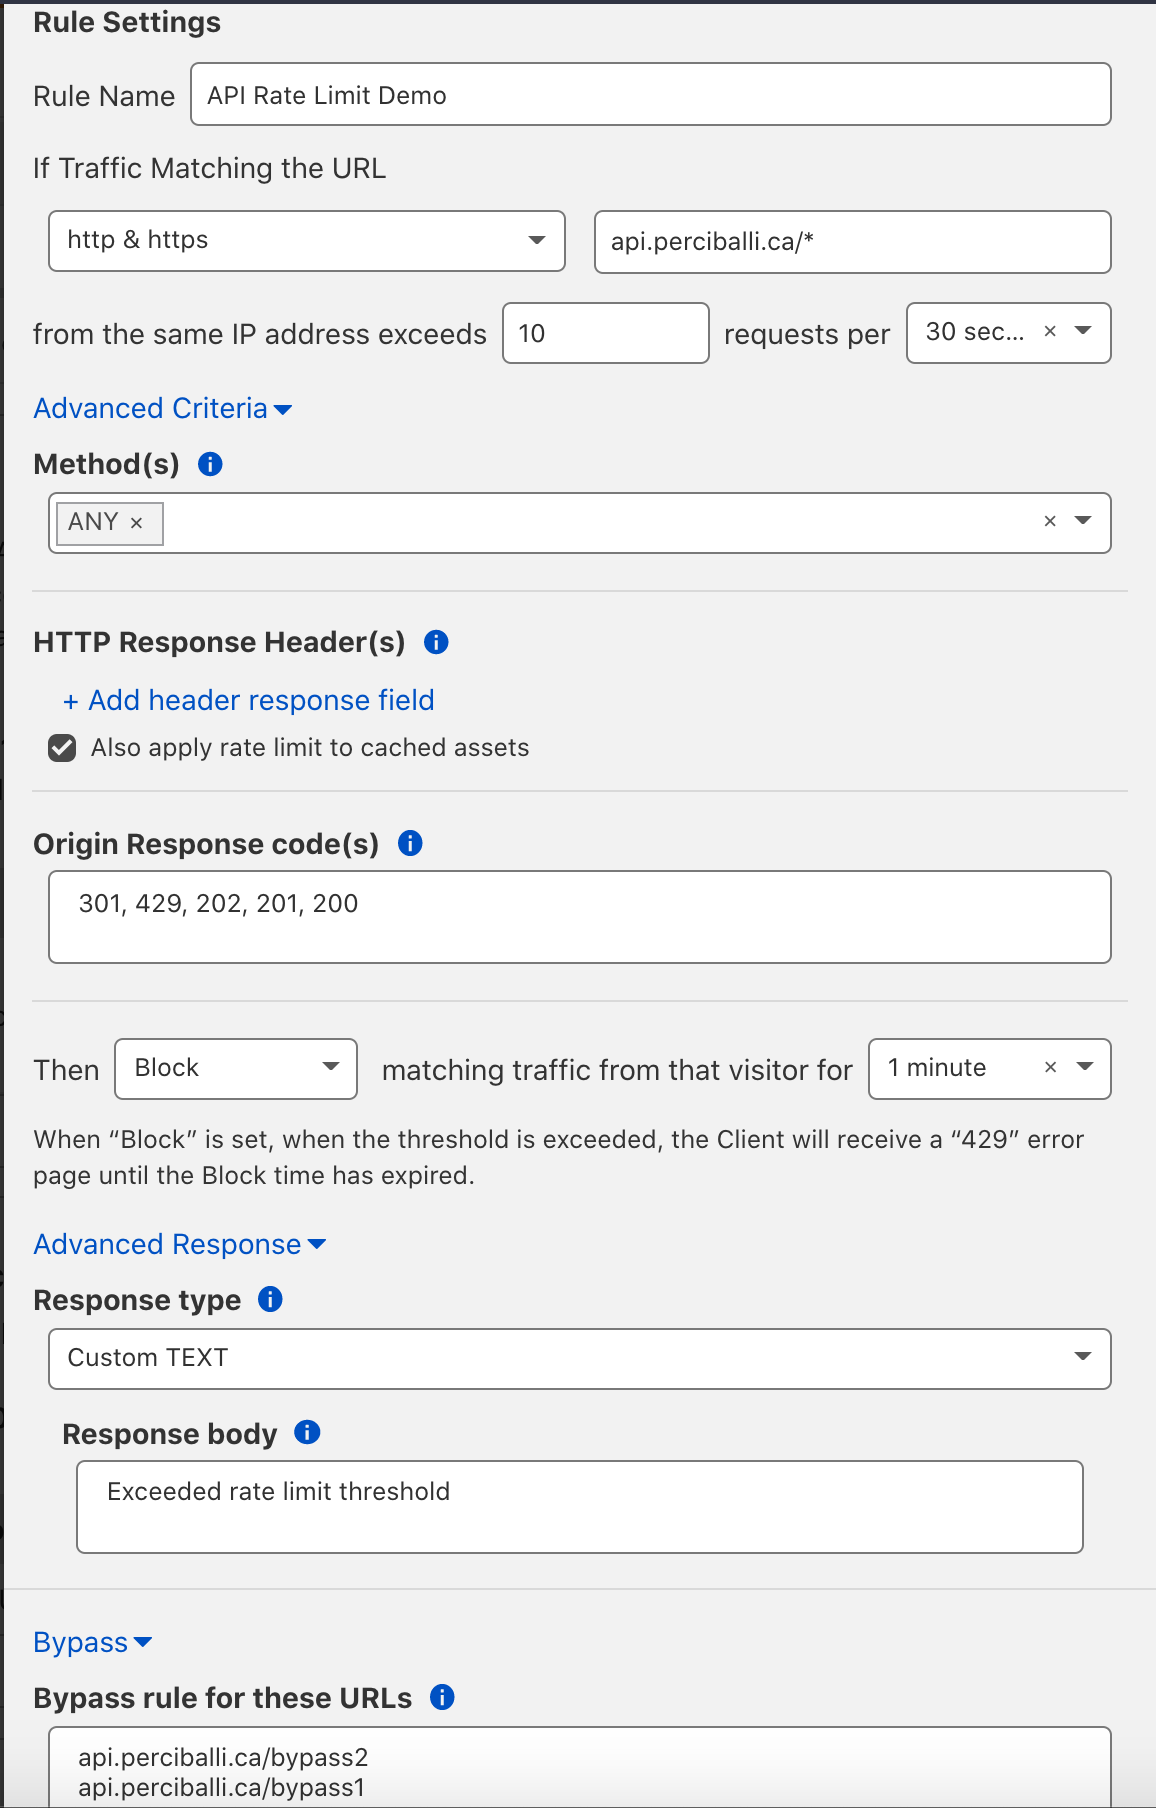 Rule Settings
Rule Name API Rate Limit Demo
If Traffic Matching the URL
http & https api.perciballi.ca/*
from the same IP address exceeds 10 requests per 30 sec... ×
Advanced Criteria
Method(s) i
ANY × ×
HTTP Response Header(s) i
+ Add header response field
Also apply rate limit to cached assets
Origin Response code(s) i
301, 429, 202, 201, 200
Then Block matching traffic from that visitor for 1 minute ×
When “Block” is set, when the threshold is exceeded, the Client will receive a “429” error
page until the Block time has expired.
Advanced Response
Response type i
Custom TEXT
Response body i
Exceeded rate limit threshold
Bypass
Bypass rule for these URLs i
api.perciballi.ca/bypass2
api.perciballi.ca/bypass1